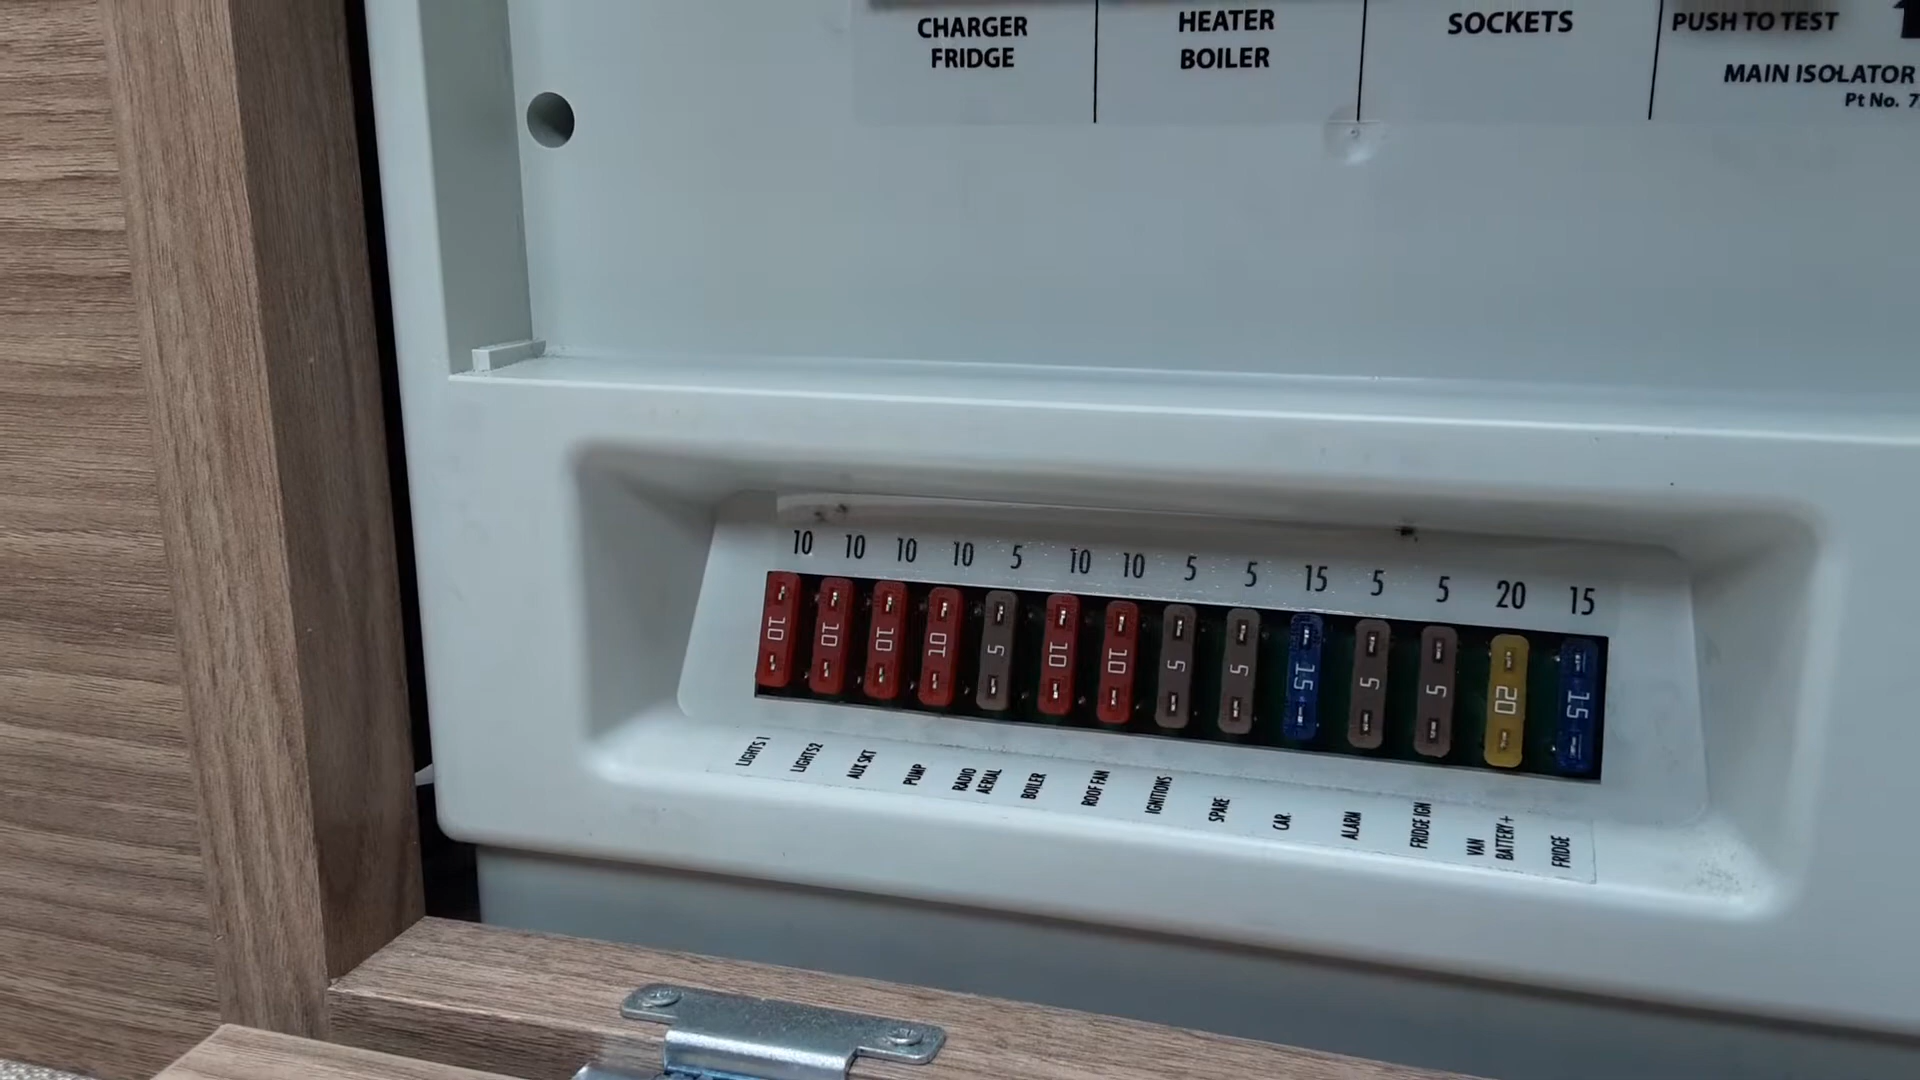 CHARGER
FRIDGE
HEATER
BOILER
SOCKETS
PUSH TO TEST
MAIN ISOLATOR
Pt No. 7
10 10 10 10 5 10 10 5 5 15 5 5 20 15
10 10 10 10 5 10 10 5 5 15 5 5 20 15
LIGHTS 1
LIGHTS2
AUX SKT
PUMP
RADIO
AERIAL
BOILER
ROOF FAN
IGNITIONS
SPARE
CAR.
ALARM
FRIDGE IGN
VAN
BATTERY+
FRIDGE